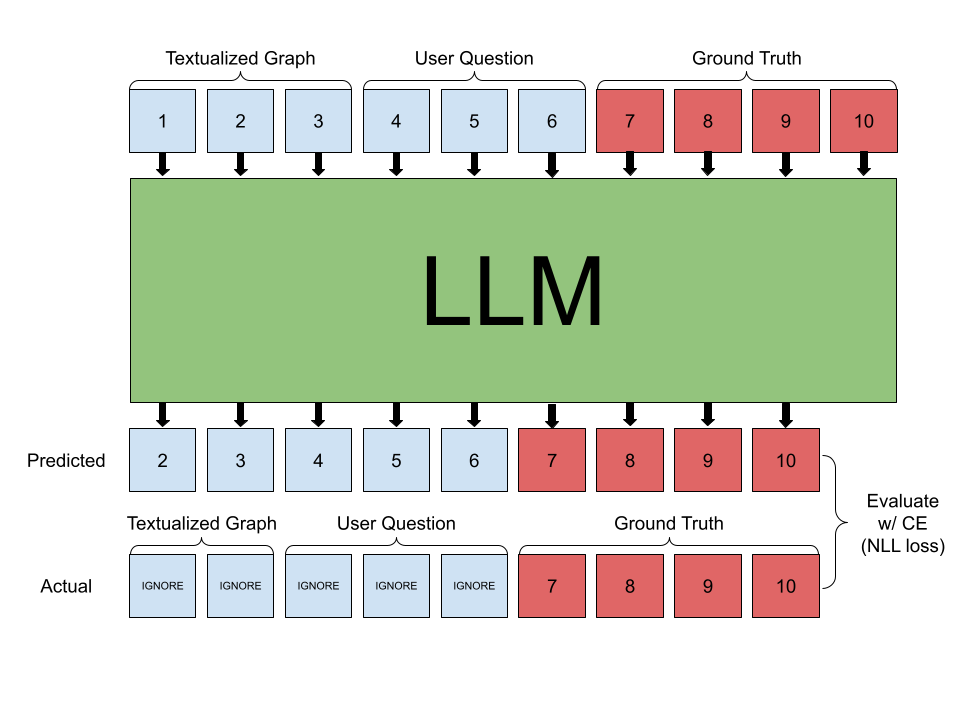 Textualized Graph User Question Ground Truth
1 2 3 4 5 6 7 8 9 10
LLM
Predicted 2 3 4 5 6 7 8 9 10
Textualized Graph User Question Ground Truth
Actual IGNORE IGNORE IGNORE IGNORE IGNORE 7 8 9 10
Evaluate
w/ CE
(NLL loss)